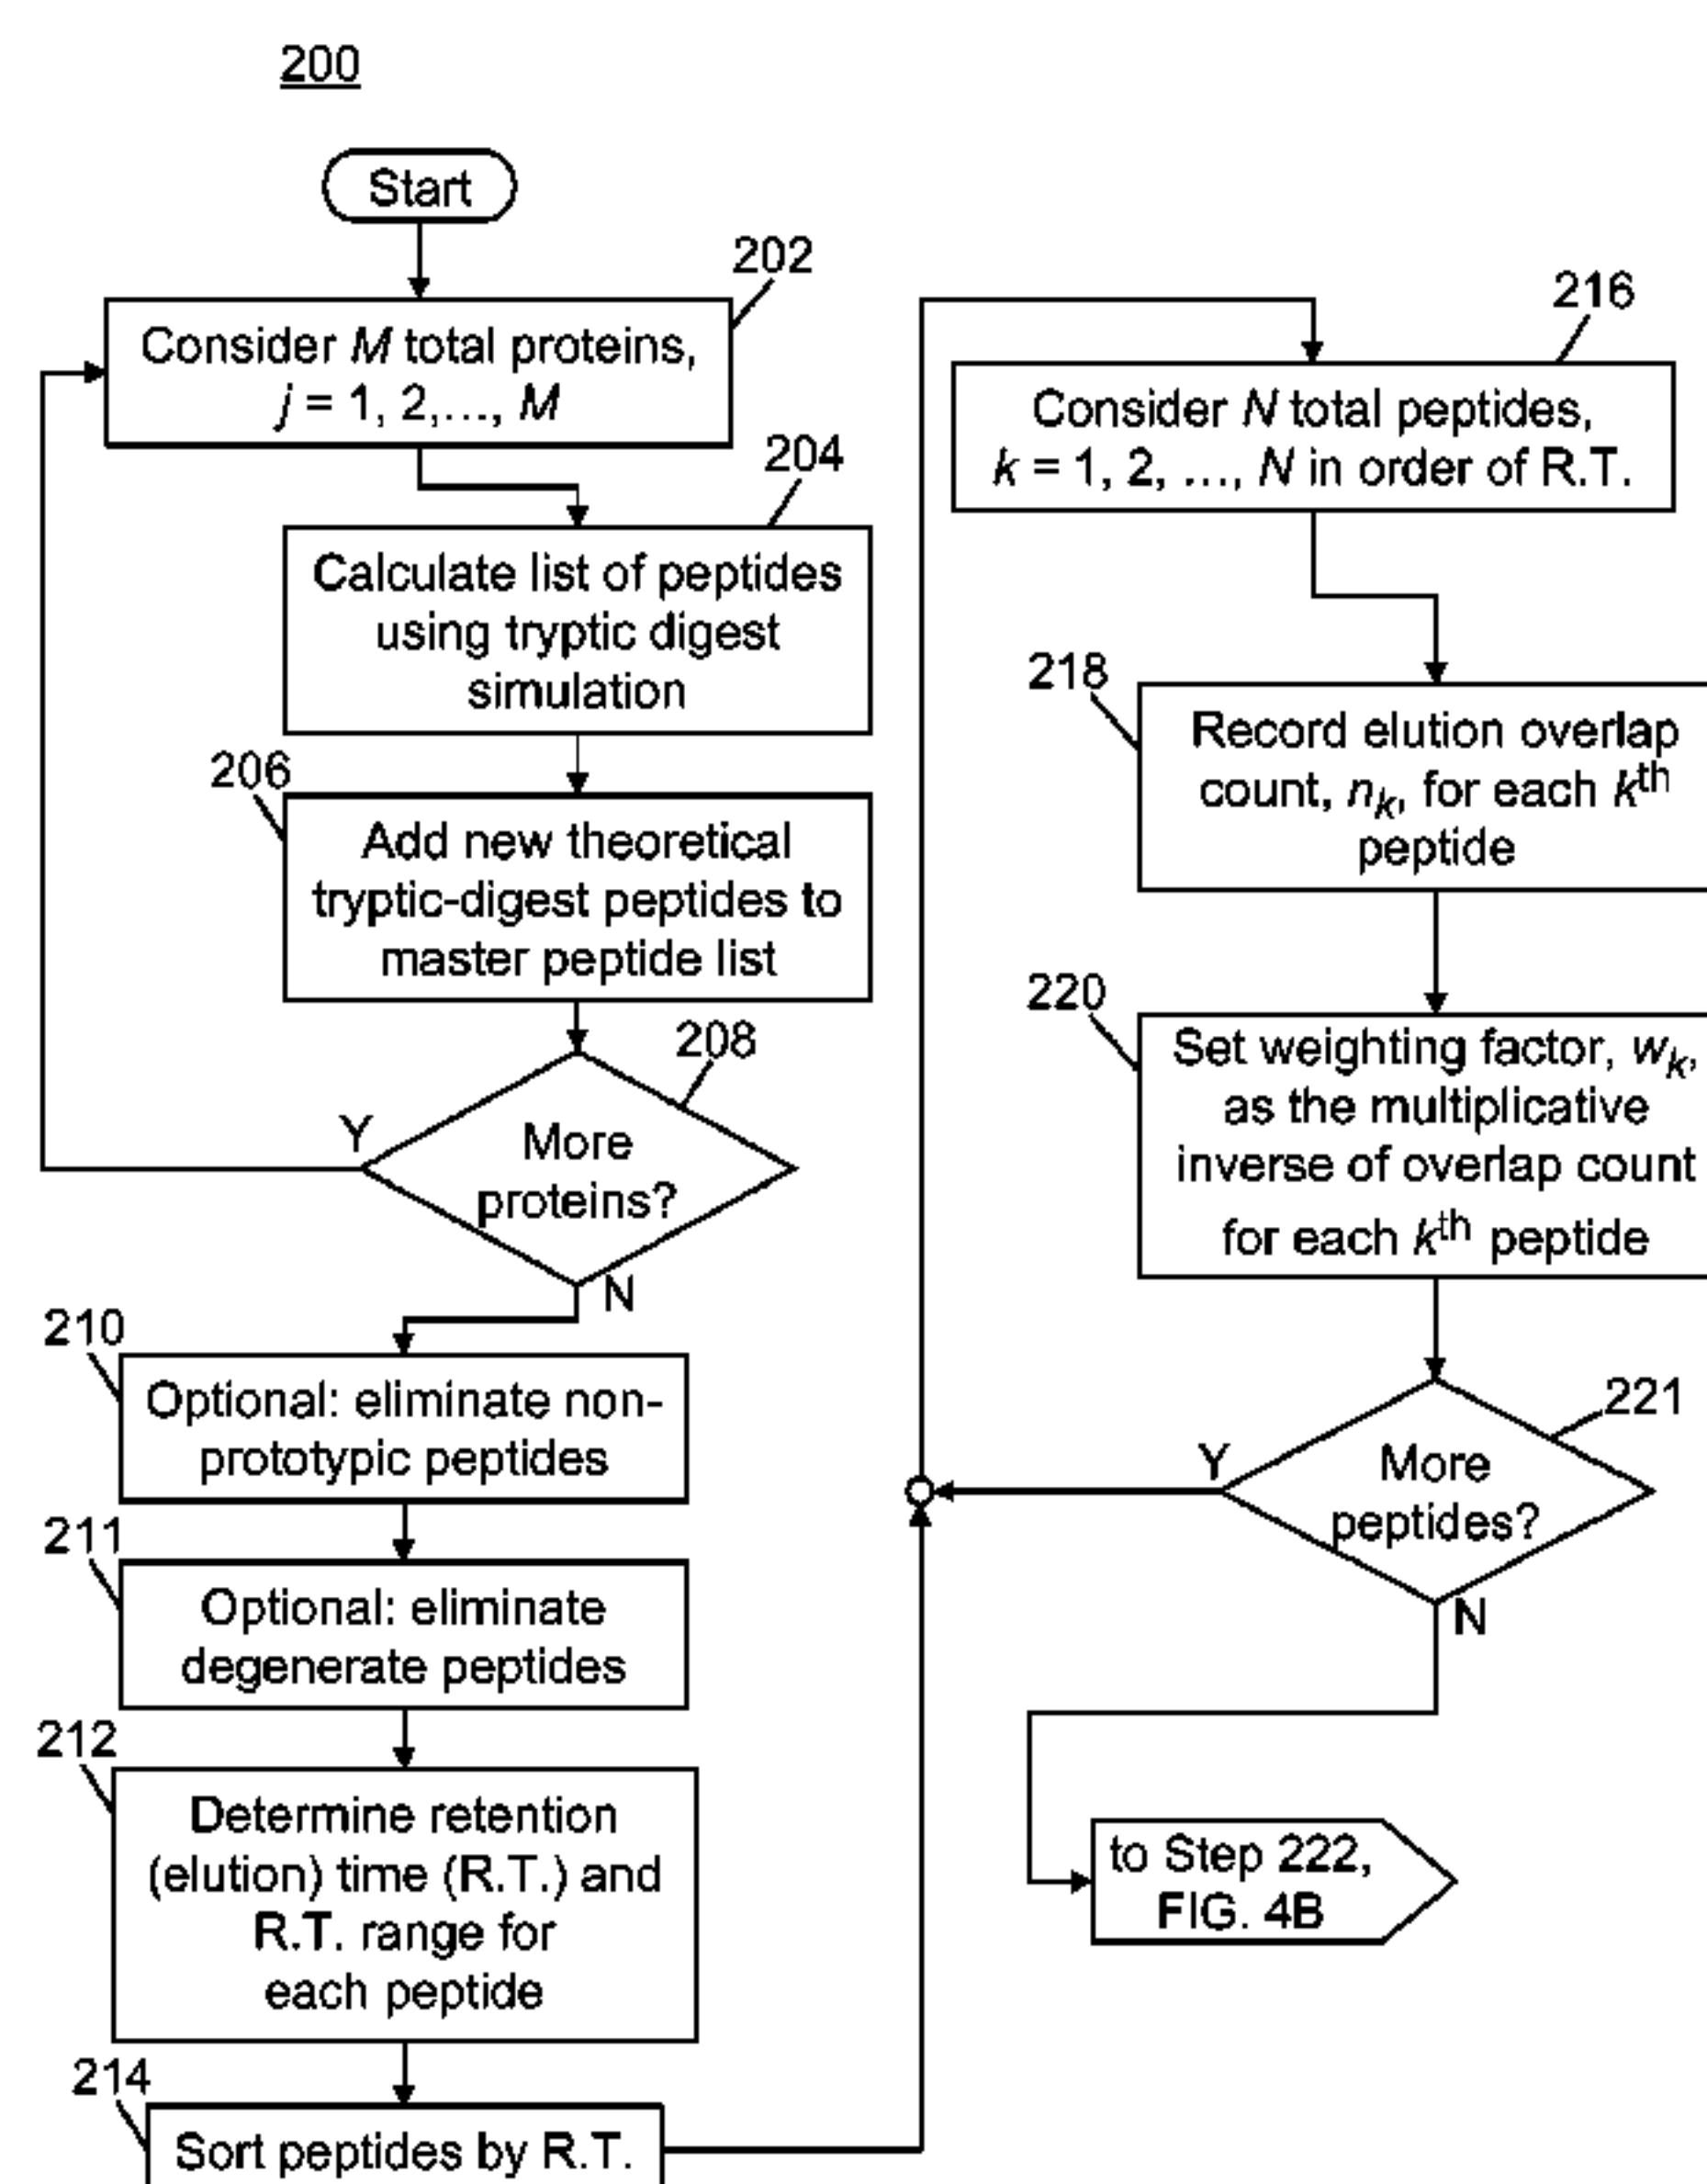 200
Start
202
Consider M total proteins,
j = 1, 2,..., M
204
Calculate list of peptides
using tryptic digest
simulation
206
Add new theoretical
tryptic-digest peptides to
master peptide list
208
More
proteins?
Y
N
210
Optional: eliminate non-
prototypic peptides
211
Optional: eliminate
degenerate peptides
212
Determine retention
(elution) time (R.T.) and
R.T. range for
each peptide
214
Sort peptides by R.T.
216
Consider N total peptides,
k = 1, 2, ..., N in order of R.T.
218
Record elution overlap
count, nk, for each kth
peptide
220
Set weighting factor, wk,
as the multiplicative
inverse of overlap count
for each kth peptide
221
More
peptides?
Y
N
to Step 222,
FIG. 4B